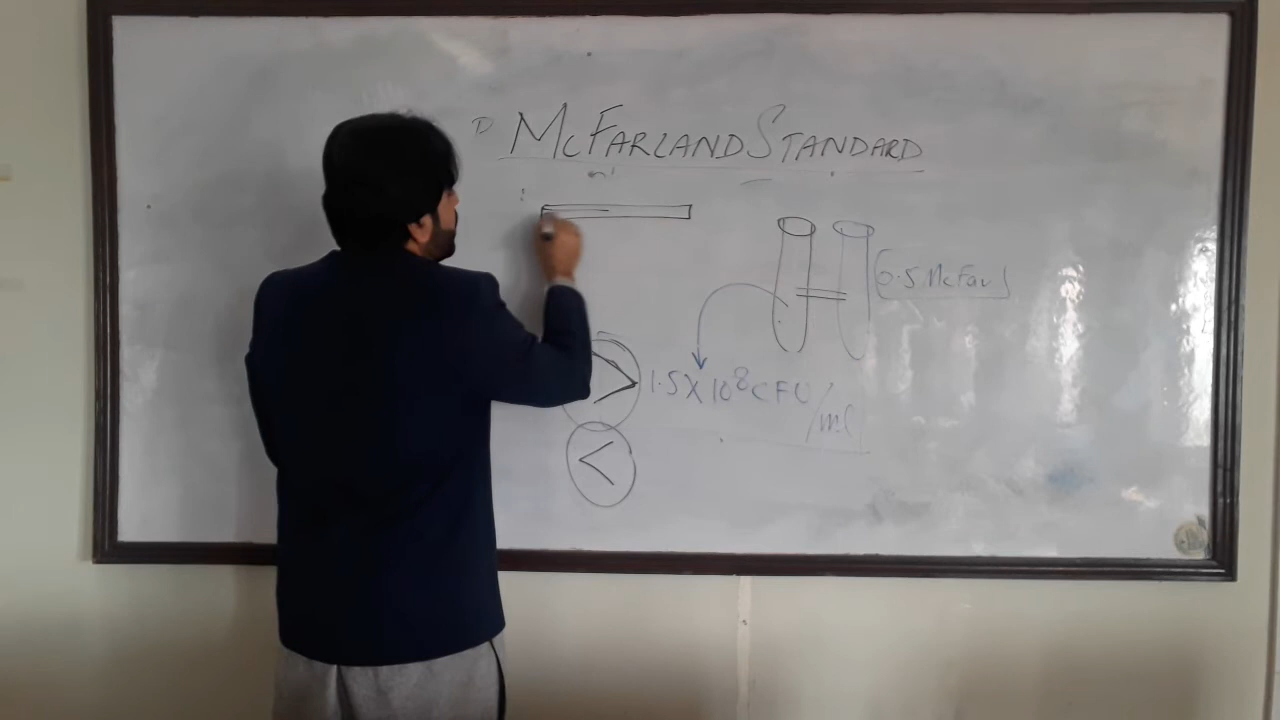 McFARLAND STANDARD
0.5 McFarl
>
1.5 X 10⁸ CFU/ml
<